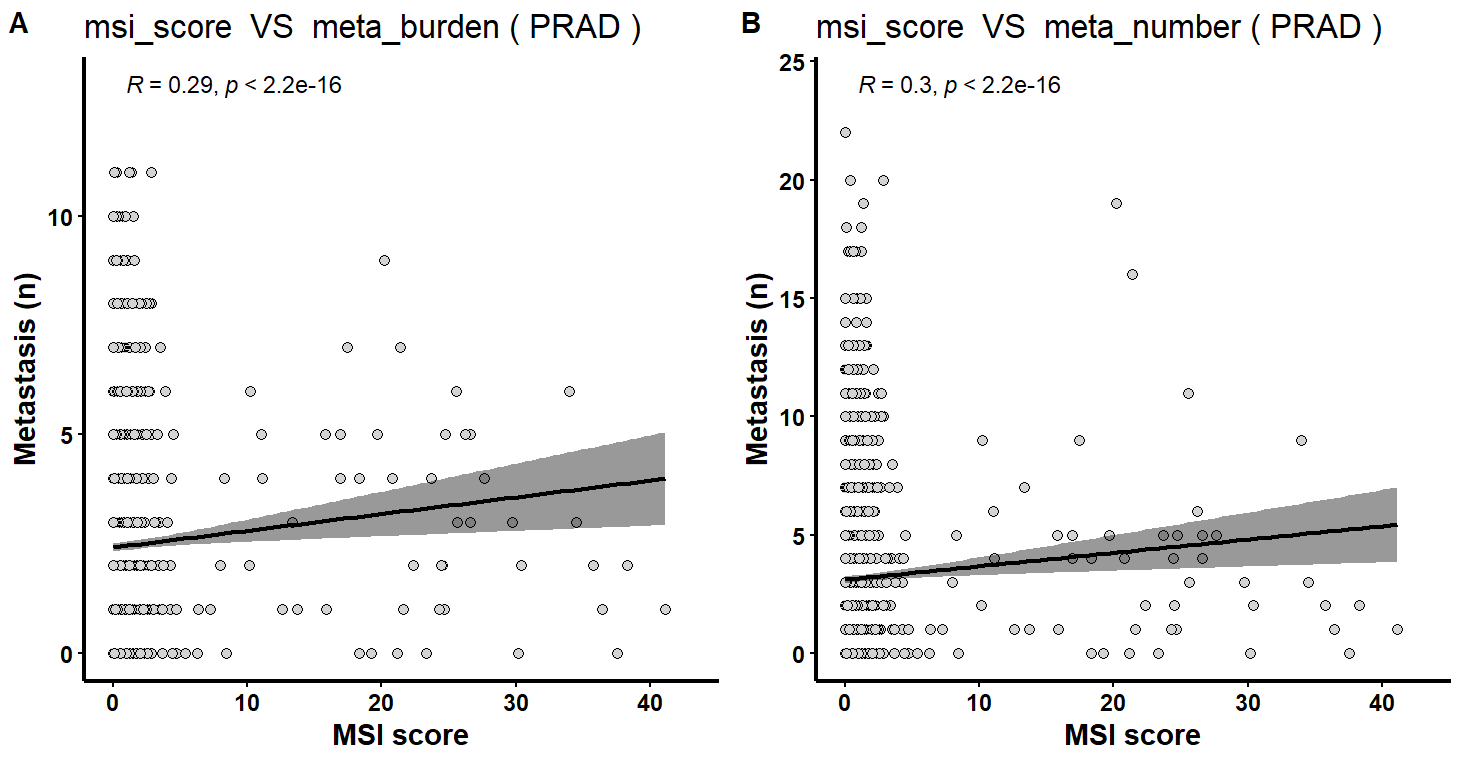 A
msi_score VS meta_burden ( PRAD )
R = 0.29, p < 2.2e-16
Metastasis (n)
10
5
0
0 10 20 30 40
MSI score
B
msi_score VS meta_number ( PRAD )
R = 0.3, p < 2.2e-16
Metastasis (n)
25
20
15
10
5
0
0 10 20 30 40
MSI score